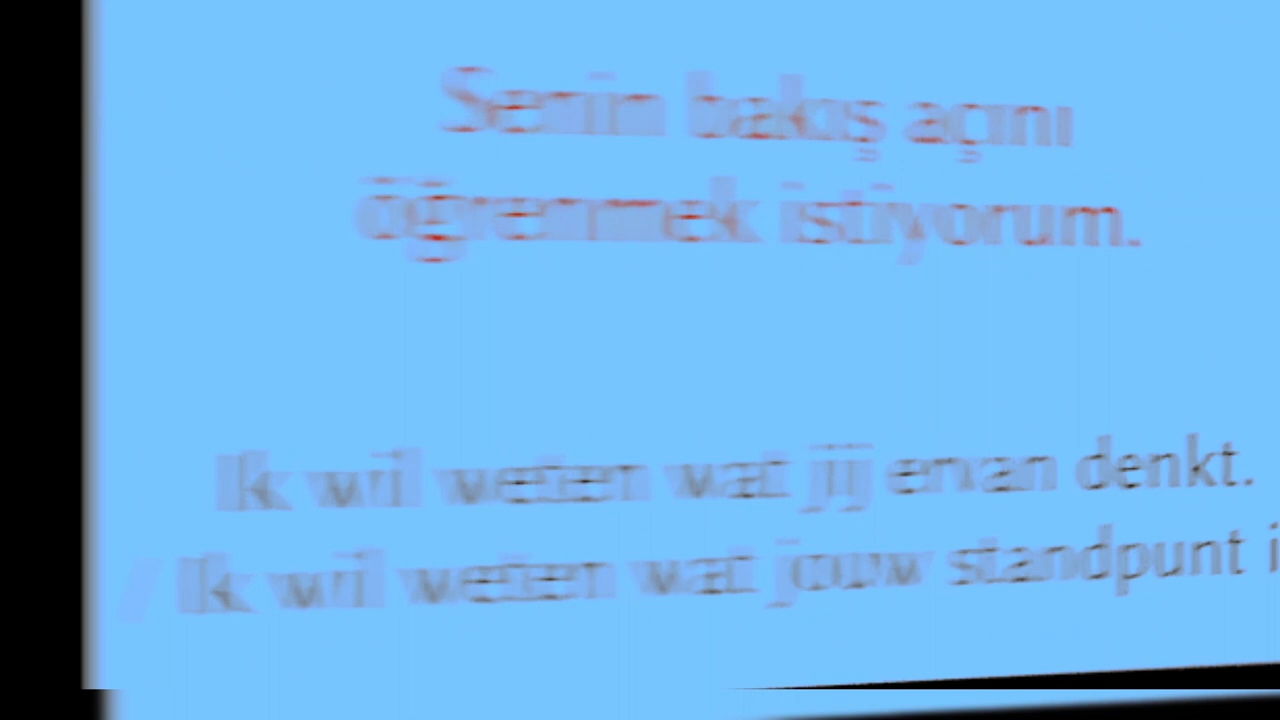 Senin bakış açını
öğrenmek istiyorum.
Ik wil weten wat jij ervan denkt.
/ Ik wil weten wat jouw standpunt